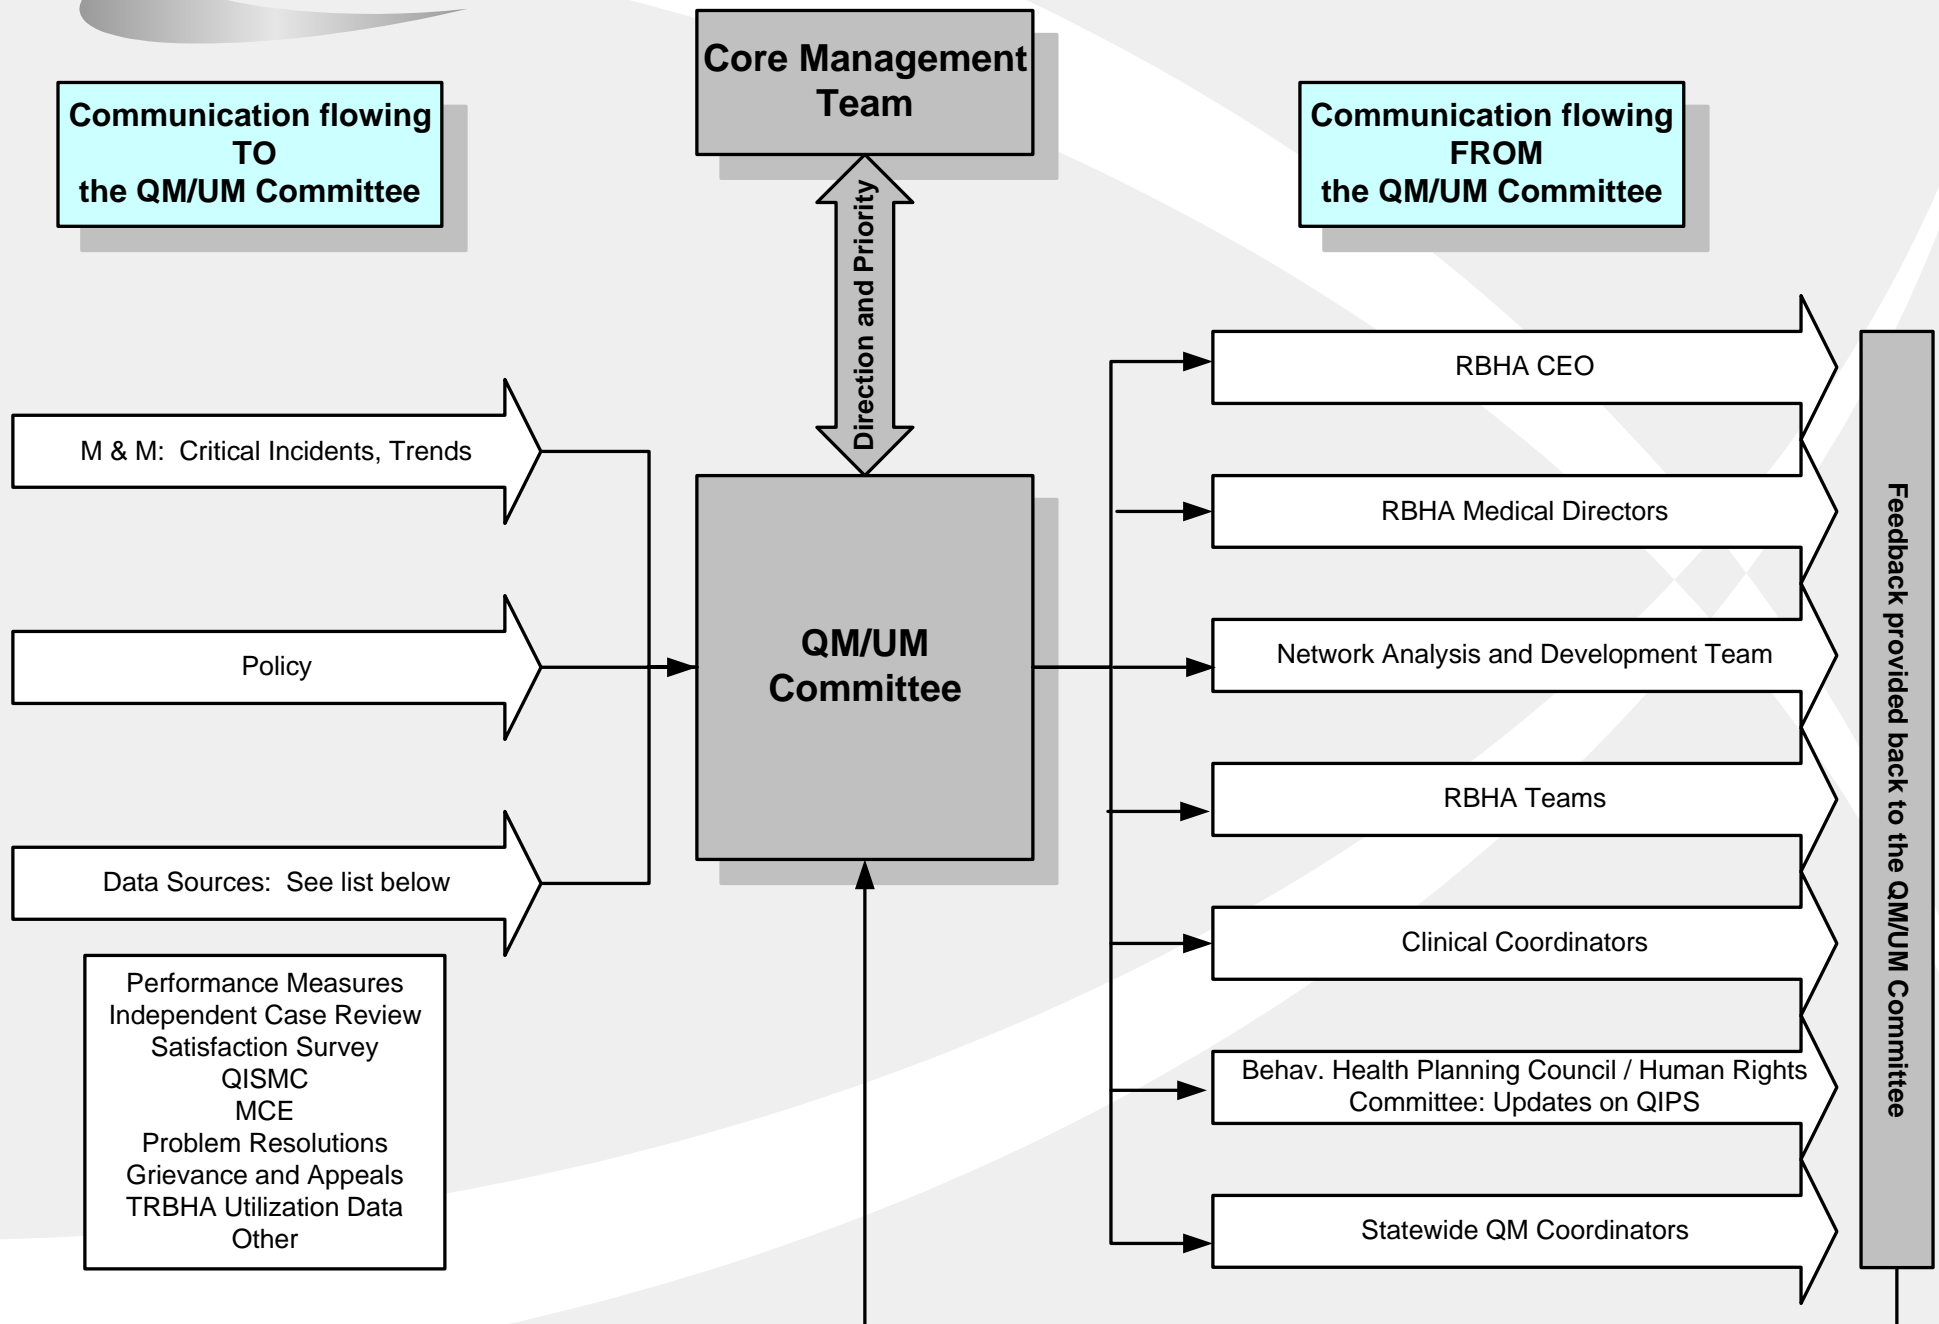 Core Management
Team
Communication flowing
TO
the QM/UM Committee
Communication flowing
FROM
the QM/UM Committee
Direction and Priority
M & M:  Critical Incidents, Trends
Policy
Data Sources:  See list below
Performance Measures
Independent Case Review
Satisfaction Survey
QISMC
MCE
Problem Resolutions
Grievance and Appeals
TRBHA Utilization Data
Other
QM/UM
Committee
RBHA CEO
RBHA Medical Directors
Network Analysis and Development Team
RBHA Teams
Clinical Coordinators
Behav. Health Planning Council / Human Rights
Committee: Updates on QIPS
Statewide QM Coordinators
Feedback provided back to the QM/UM Committee